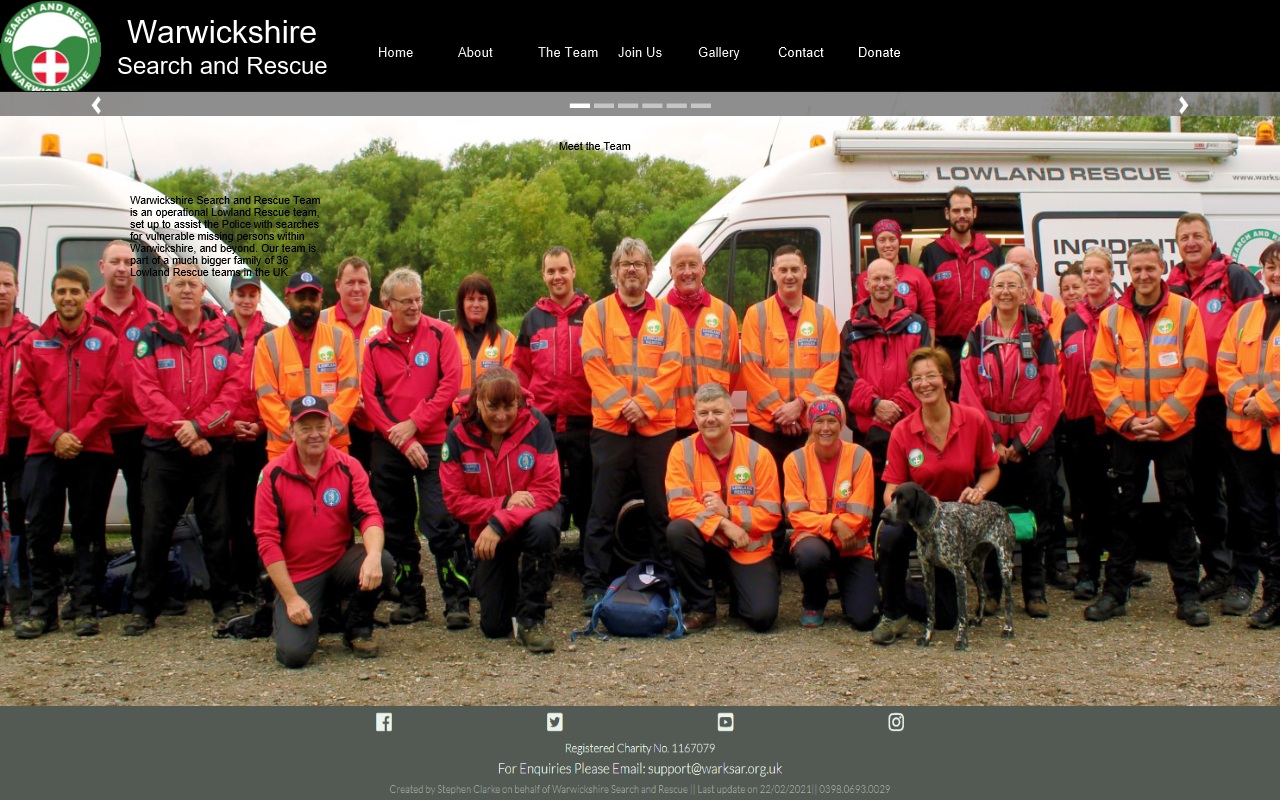 SEARCH AND RESCUE
WARWICKSHIRE
Warwickshire
Search and Rescue
Home
About
The Team
Join Us
Gallery
Contact
Donate
Meet the Team
Warwickshire Search and Rescue Team
is an operational Lowland Rescue team,
set up to assist the Police with searches
for vulnerable missing persons within
Warwickshire, and beyond. Our team is
part of a much bigger family of 36
Lowland Rescue teams in the UK
LOWLAND RESCUE
www.warks
INCIDENT
Registered Charity No. 1167079
For Enquiries Please Email: support@warksar.org.uk
Created by Stephen Clarke on behalf of Warwickshire Search and Rescue || Last update on 22/02/2021|| 0398.0693.0029